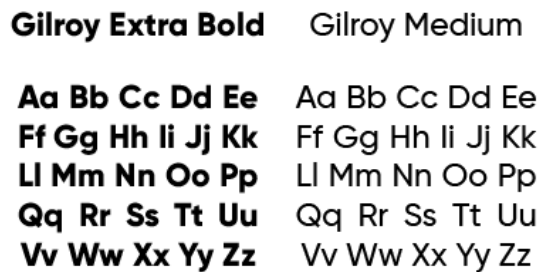 Gilroy Extra Bold
Aa Bb Cc Dd Ee
Ff Gg Hh Ii Jj Kk
Ll Mm Nn Oo Pp
Qq Rr Ss Tt Uu
Vv Ww Xx Yy Zz
Gilroy Medium
Aa Bb Cc Dd Ee
Ff Gg Hh Ii Jj Kk
Ll Mm Nn Oo Pp
Qq Rr Ss Tt Uu
Vv Ww Xx Yy Zz